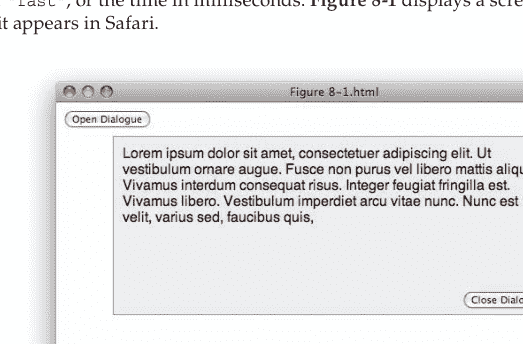 "fast", or the time in milliseconds. Figure 8-1 displays a
it appears in Safari.
Figure 8-1.html
Open Dialogue
Lorem ipsum dolor sit amet, consectetuer adipiscing elit. Ut
vestibulum ornare augue. Fusce non purus vel libero mattis
Vivamus interdum consequat risus. Integer feugiat fringilla est.
Vivamus libero. Vestibulum imperdiet arcu vitae nunc. Nunc est
velit, varius sed, faucibus quis,
Close